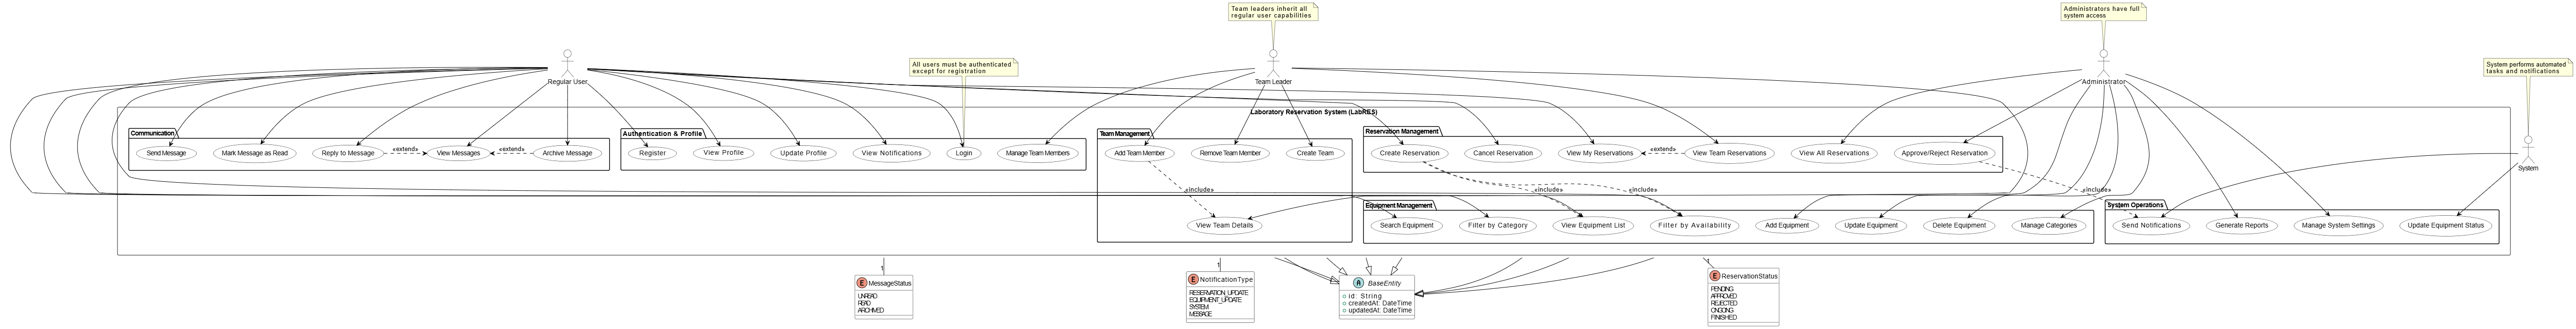 Team leaders inherit all
regular user capabilities
Administrators have full
system access
All users must be authenticated
except for registration
System performs automated
tasks and notifications
Regular User
Team Leader
Administrator
System
Laboratory Reservation System (LabRES)
Communication
Send Message
Mark Message as Read
Reply to Message
«extend»
View Messages
«extend»
Archive Message
Authentication & Profile
Register
View Profile
Update Profile
View Notifications
Login
Manage Team Members
Team Management
Add Team Member
Remove Team Member
Create Team
«include»
View Team Details
Reservation Management
Create Reservation
Cancel Reservation
View My Reservations
«extend»
View Team Reservations
View All Reservations
Approve/Reject Reservation
«include»
«include»
«include»
Equipment Management
Search Equipment
Filter by Category
View Equipment List
Filter by Availability
Add Equipment
Update Equipment
Delete Equipment
Manage Categories
System Operations
Send Notifications
Generate Reports
Manage System Settings
Update Equipment Status
1
E MessageStatus
UNREAD
READ
ARCHIVED
1
E NotificationType
RESERVATION_UPDATE
EQUIPMENT_UPDATE
SYSTEM
MESSAGE
A BaseEntity
id: String
createdAt: DateTime
updatedAt: DateTime
1
E ReservationStatus
PENDING
APPROVED
REJECTED
ONGOING
FINISHED